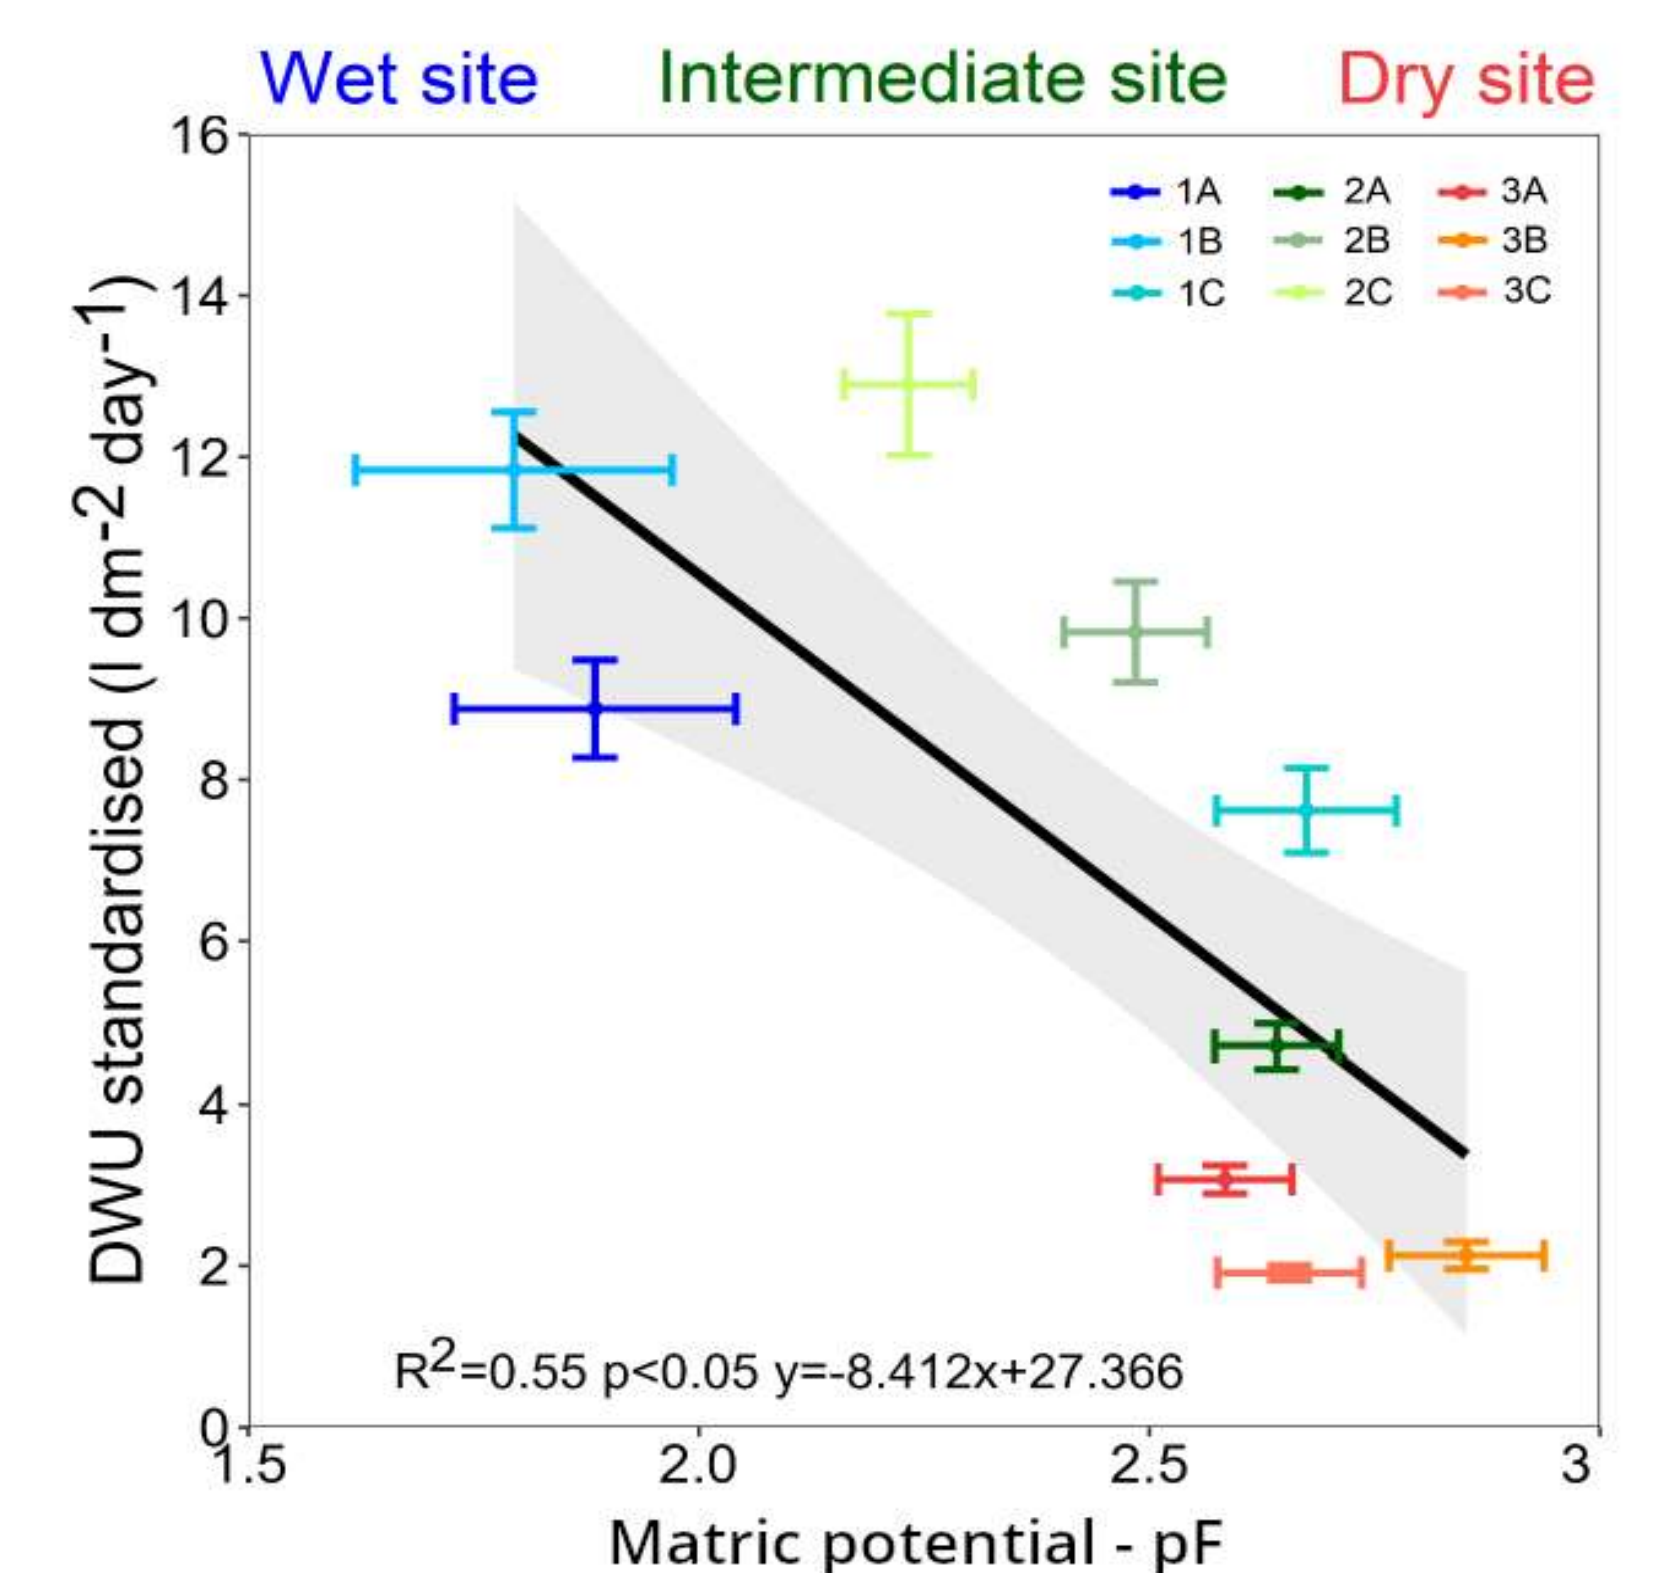 Wet site Intermediate site Dry site
16
14
12
10
8
6
4
2
0
DWU standardised (l dm-2 day-1)
1A 2A 3A
1B 2B 3B
1C 2C 3C
R2=0.55 p<0.05 y=-8.412x+27.366
1.5 2.0 2.5 3
Matric potential - pF